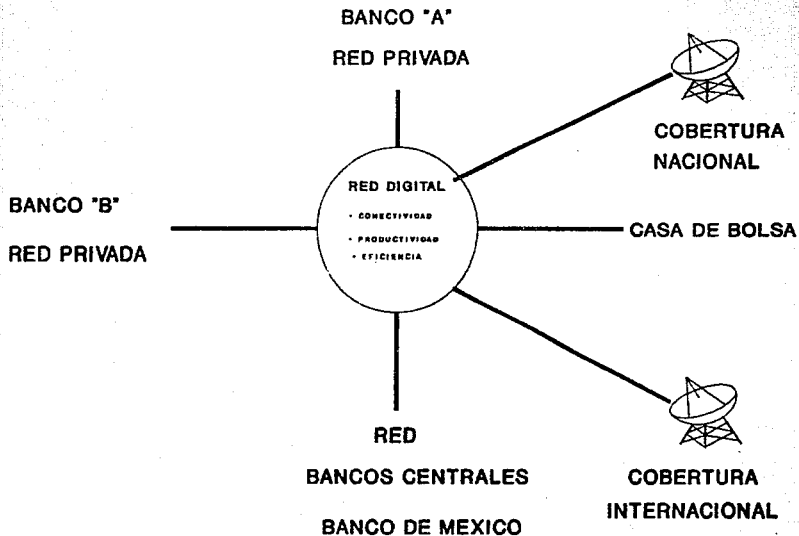 BANCO "A"
RED PRIVADA
COBERTURA
NACIONAL
RED DIGITAL
• CONECTIVIDAD
• PRODUCTIVIDAD
• EFICIENCIA
BANCO "B"
RED PRIVADA
CASA DE BOLSA
RED
BANCOS CENTRALES
BANCO DE MEXICO
COBERTURA
INTERNACIONAL